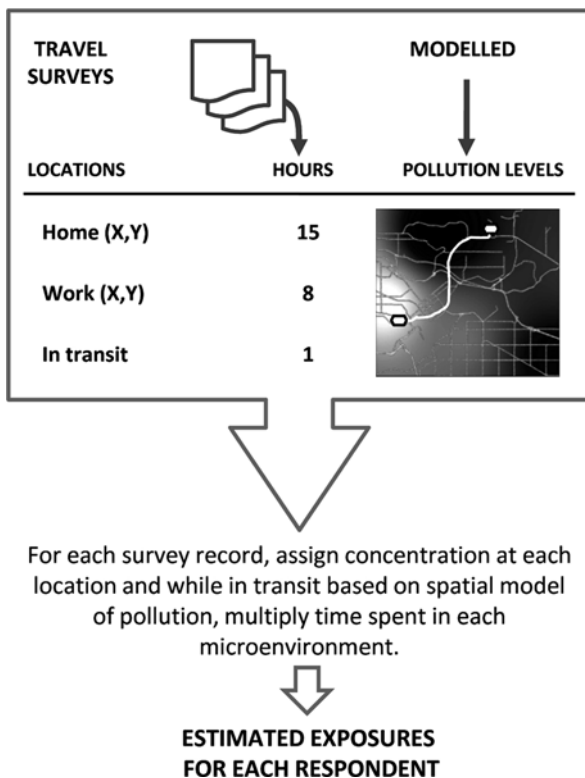 TRAVEL
SURVEYS
MODELLED
LOCATIONS HOURS POLLUTION LEVELS
Home (X,Y) 15
Work (X,Y) 8
In transit 1
For each survey record, assign concentration at each
location and while in transit based on spatial model
of pollution, multiply time spent in each
microenvironment.
ESTIMATED EXPOSURES
FOR EACH RESPONDENT